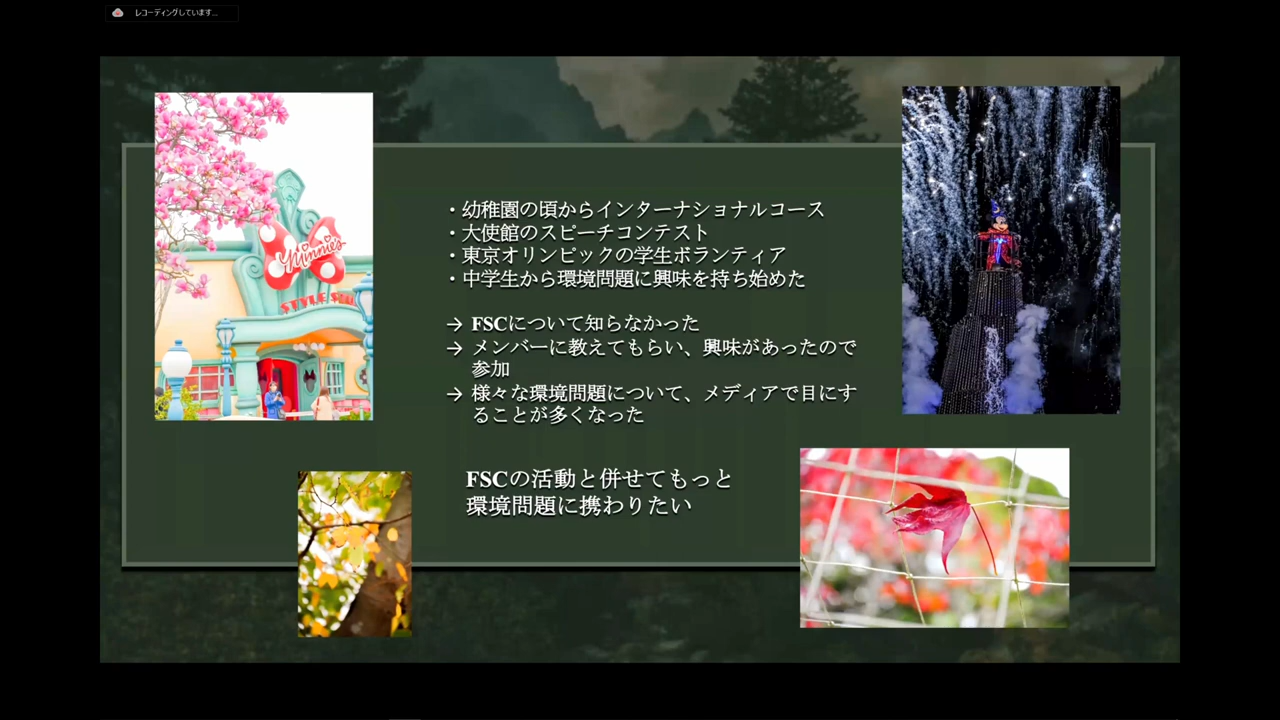 レコーディングしています...
Minnie's
STYLE
・幼稚園の頃からインターナショナルコース
・大使館のスピーチコンテスト
・東京オリンピックの学生ボランティア
・中学生から環境問題に興味を持ち始めた
→ FSCについて知らなかった
→ メンバーに教えてもらい、興味があったので
参加
→ 様々な環境問題について、メディアで目にす
ることが多くなった
FSCの活動と併せてもっと
環境問題に携わりたい